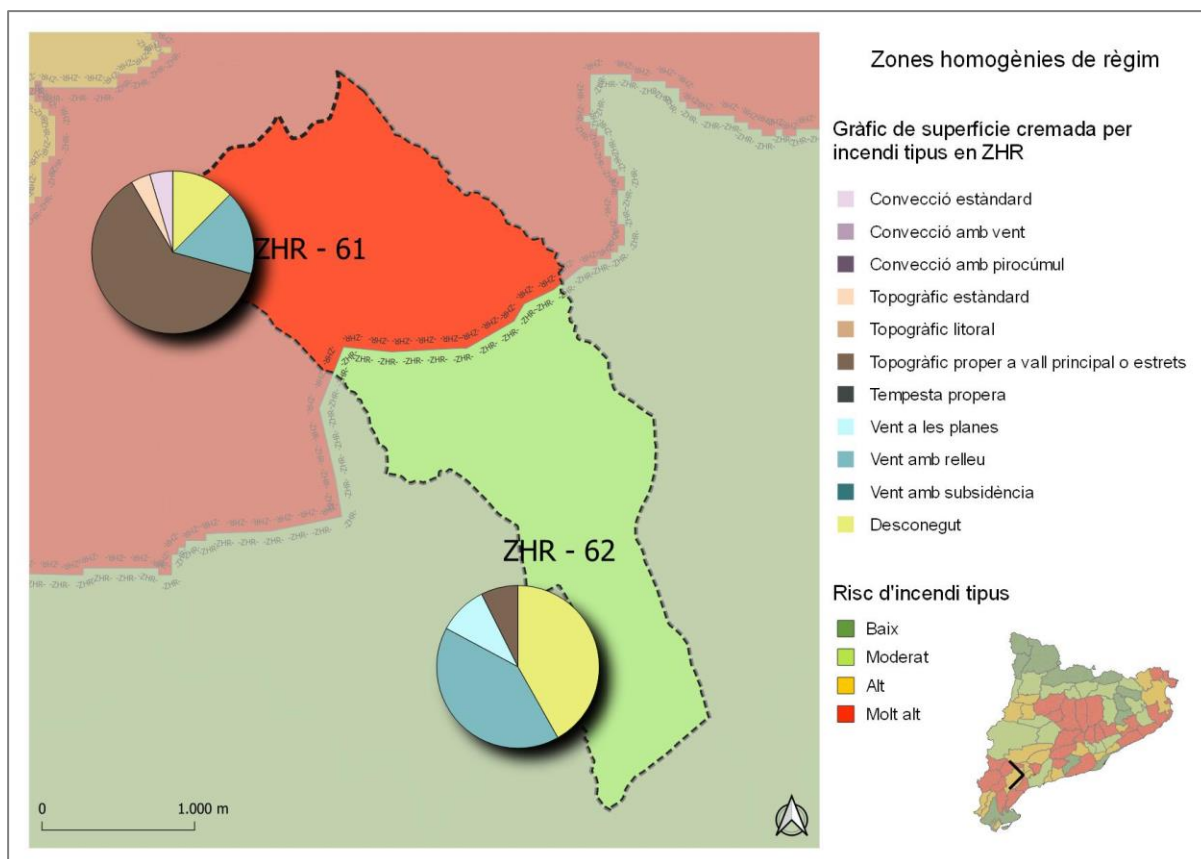 Zones homogènies de règim
Gràfic de superfície cremada per
incendi tipus en ZHR
Convecció estàndard
Convecció amb vent
Convecció amb pirocúmul
Topogràfic estàndard
Topogràfic litoral
Topogràfic proper a vall principal o estrets
Tempesta propera
Vent a les planes
Vent amb relleu
Vent amb subsidència
Desconegut
Risc d'incendi tipus
Baix
Moderat
Alt
Molt alt
ZHR - 61
ZHR - 62
0 1.000 m